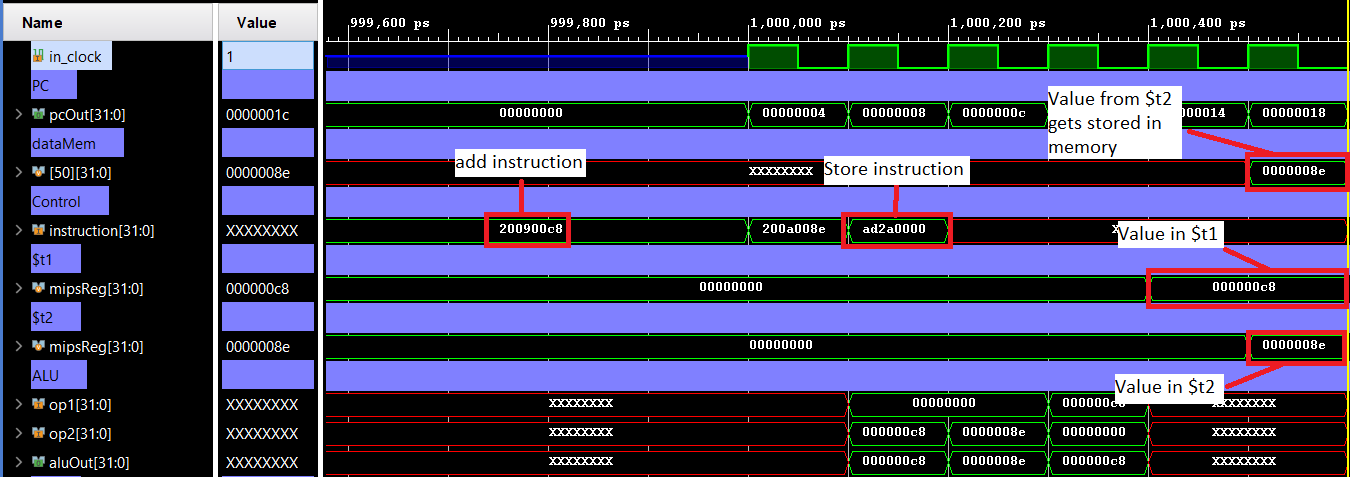 Name Value 999,600 ps 999,800 ps 1,000,000 ps 1,000,200 ps 1,000,400 ps
in_clock 1
PC
Value from $t2
gets stored in
memory
pcOut[31:0] 0000001c 00000000 00000004 00000008 0000000c 00000014 00000018
dataMem
add instruction
[50][31:0] 0000008e XXXXXXXX Store instruction 0000008e
Control
instruction[31:0] XXXXXXXX 200900c8 200a008e ad2a0000 X
Value in $t1
$t1
mipsReg[31:0] 000000c8 00000000 000000c8
$t2
mipsReg[31:0] 0000008e 00000000 0000008e
ALU
Value in $t2
op1[31:0] XXXXXXXX XXXXXXXX 00000000 000000c8 XXXXXXXX
op2[31:0] XXXXXXXX XXXXXXXX 000000c8 0000008e 00000000 XXXXXXXX
aluOut[31:0] XXXXXXXX XXXXXXXX 000000c8 0000008e 000000c8 XXXXXXXX